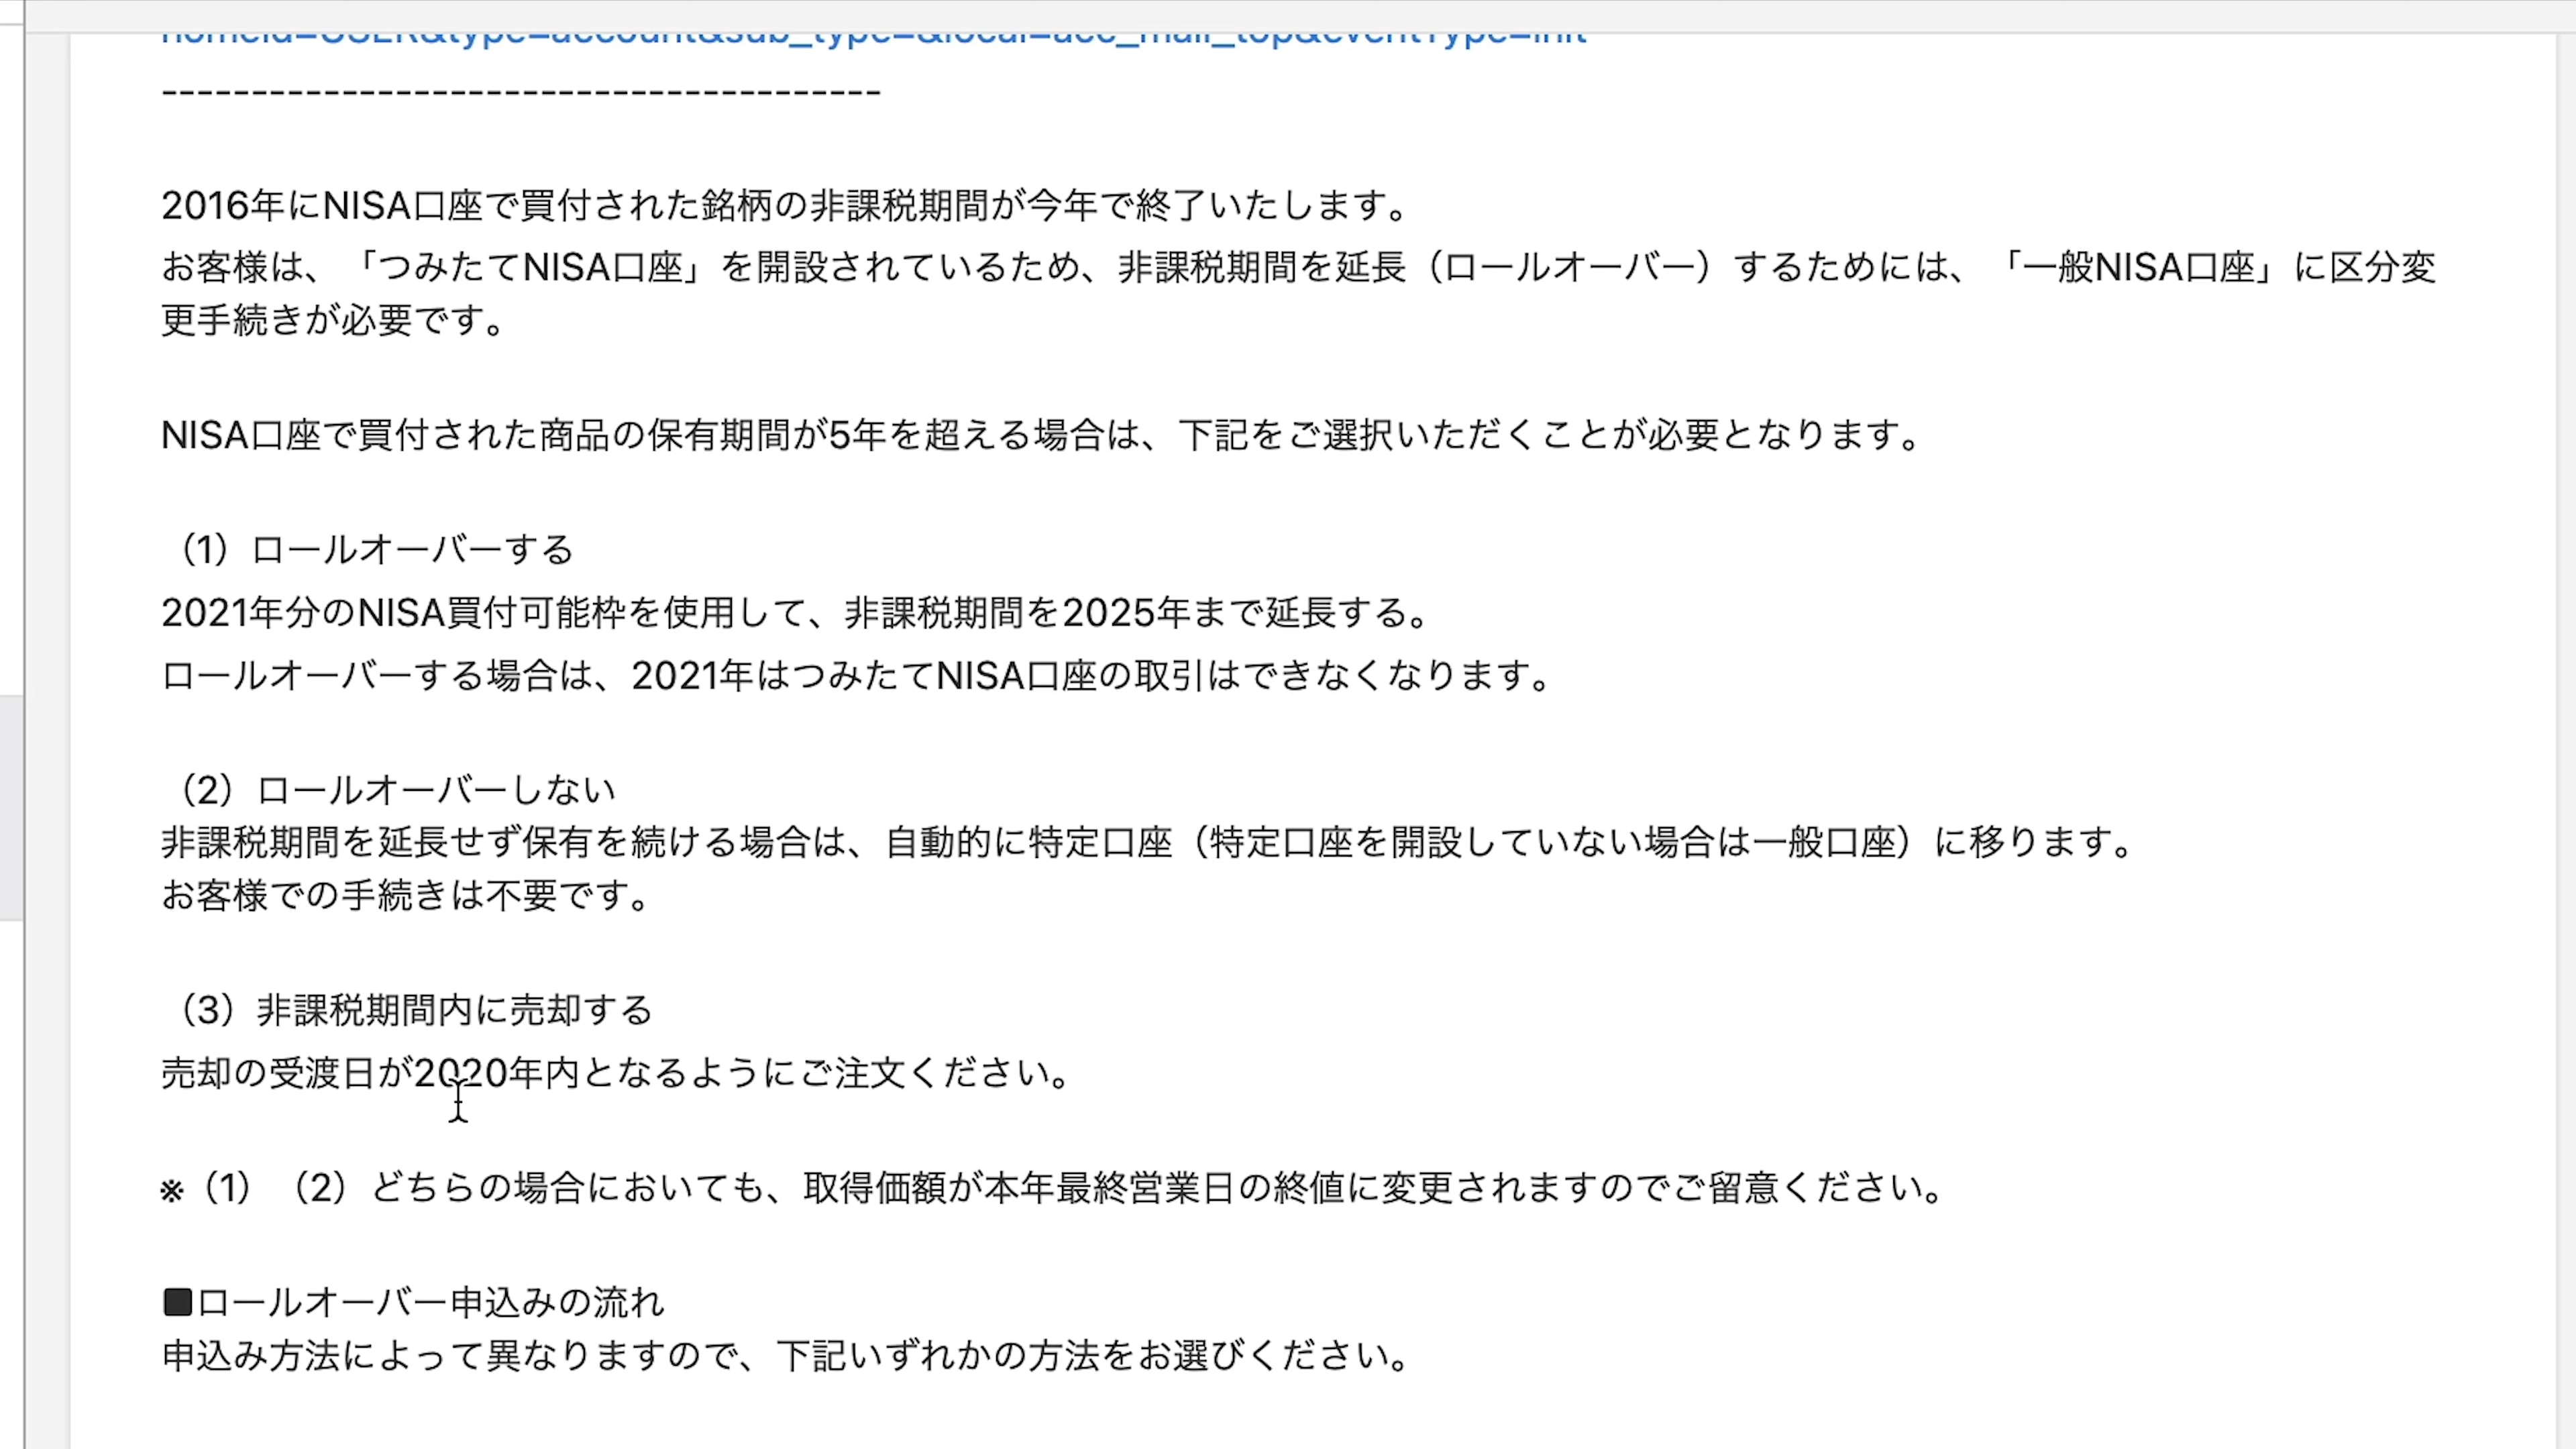 homeid=USER&type=account&sub_type=&local=acc_mail_top&eventType=init
----------------------------------------
2016年にNISA口座で買付された銘柄の非課税期間が今年で終了いたします。
お客様は、「つみたてNISA口座」を開設されているため、非課税期間を延長（ロールオーバー）するためには、「一般NISA口座」に区分変
更手続きが必要です。
NISA口座で買付された商品の保有期間が5年を超える場合は、下記をご選択いただくことが必要となります。
（1）ロールオーバーする
2021年分のNISA買付可能枠を使用して、非課税期間を2025年まで延長する。
ロールオーバーする場合は、2021年はつみたてNISA口座の取引はできなくなります。
（2）ロールオーバーしない
非課税期間を延長せず保有を続ける場合は、自動的に特定口座（特定口座を開設していない場合は一般口座）に移ります。
お客様での手続きは不要です。
（3）非課税期間内に売却する
売却の受渡日が2020年内となるようにご注文ください。
※（1）（2）どちらの場合においても、取得価額が本年最終営業日の終値に変更されますのでご留意ください。
■ロールオーバー申込みの流れ
申込み方法によって異なりますので、下記いずれかの方法をお選びください。